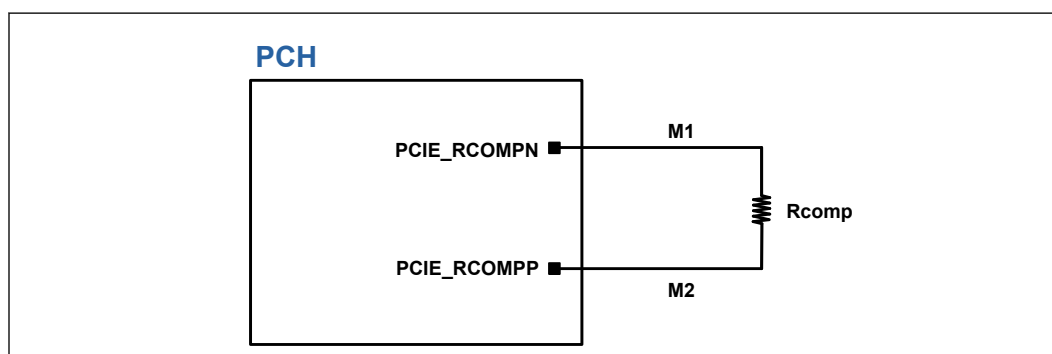 PCH
M1
PCIE_RCOMPN
Rcomp
PCIE_RCOMPP
M2